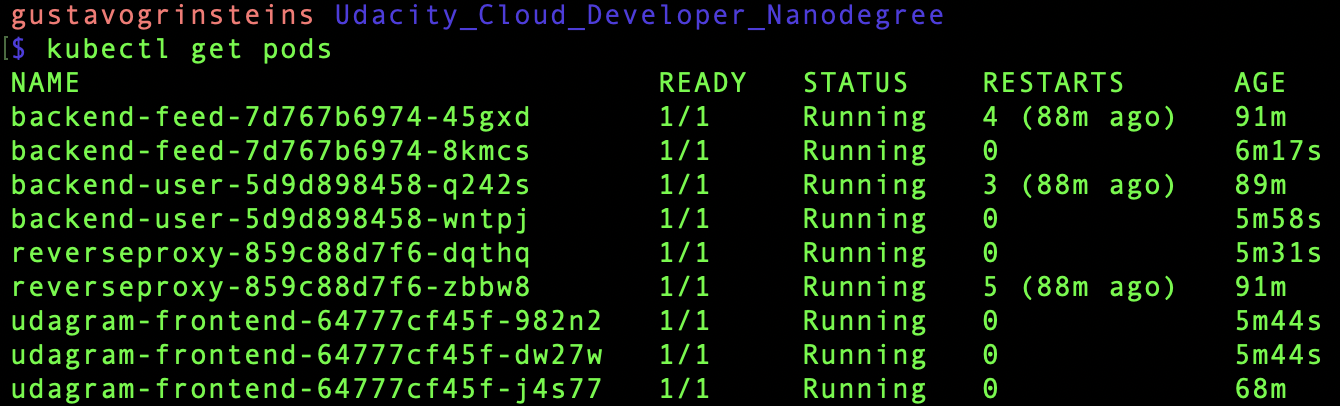 gustavogrinsteins Udacity_Cloud_Developer_Nanodegree
[$ kubectl get pods
NAME READY STATUS RESTARTS AGE
backend-feed-7d767b6974-45gxd 1/1 Running 4 (88m ago) 91m
backend-feed-7d767b6974-8kmcs 1/1 Running 0 6m17s
backend-user-5d9d898458-q242s 1/1 Running 3 (88m ago) 89m
backend-user-5d9d898458-wntpj 1/1 Running 0 5m58s
reverseproxy-859c88d7f6-dqthq 1/1 Running 0 5m31s
reverseproxy-859c88d7f6-zbbw8 1/1 Running 5 (88m ago) 91m
udagram-frontend-64777cf45f-982n2 1/1 Running 0 5m44s
udagram-frontend-64777cf45f-dw27w 1/1 Running 0 5m44s
udagram-frontend-64777cf45f-j4s77 1/1 Running 0 68m